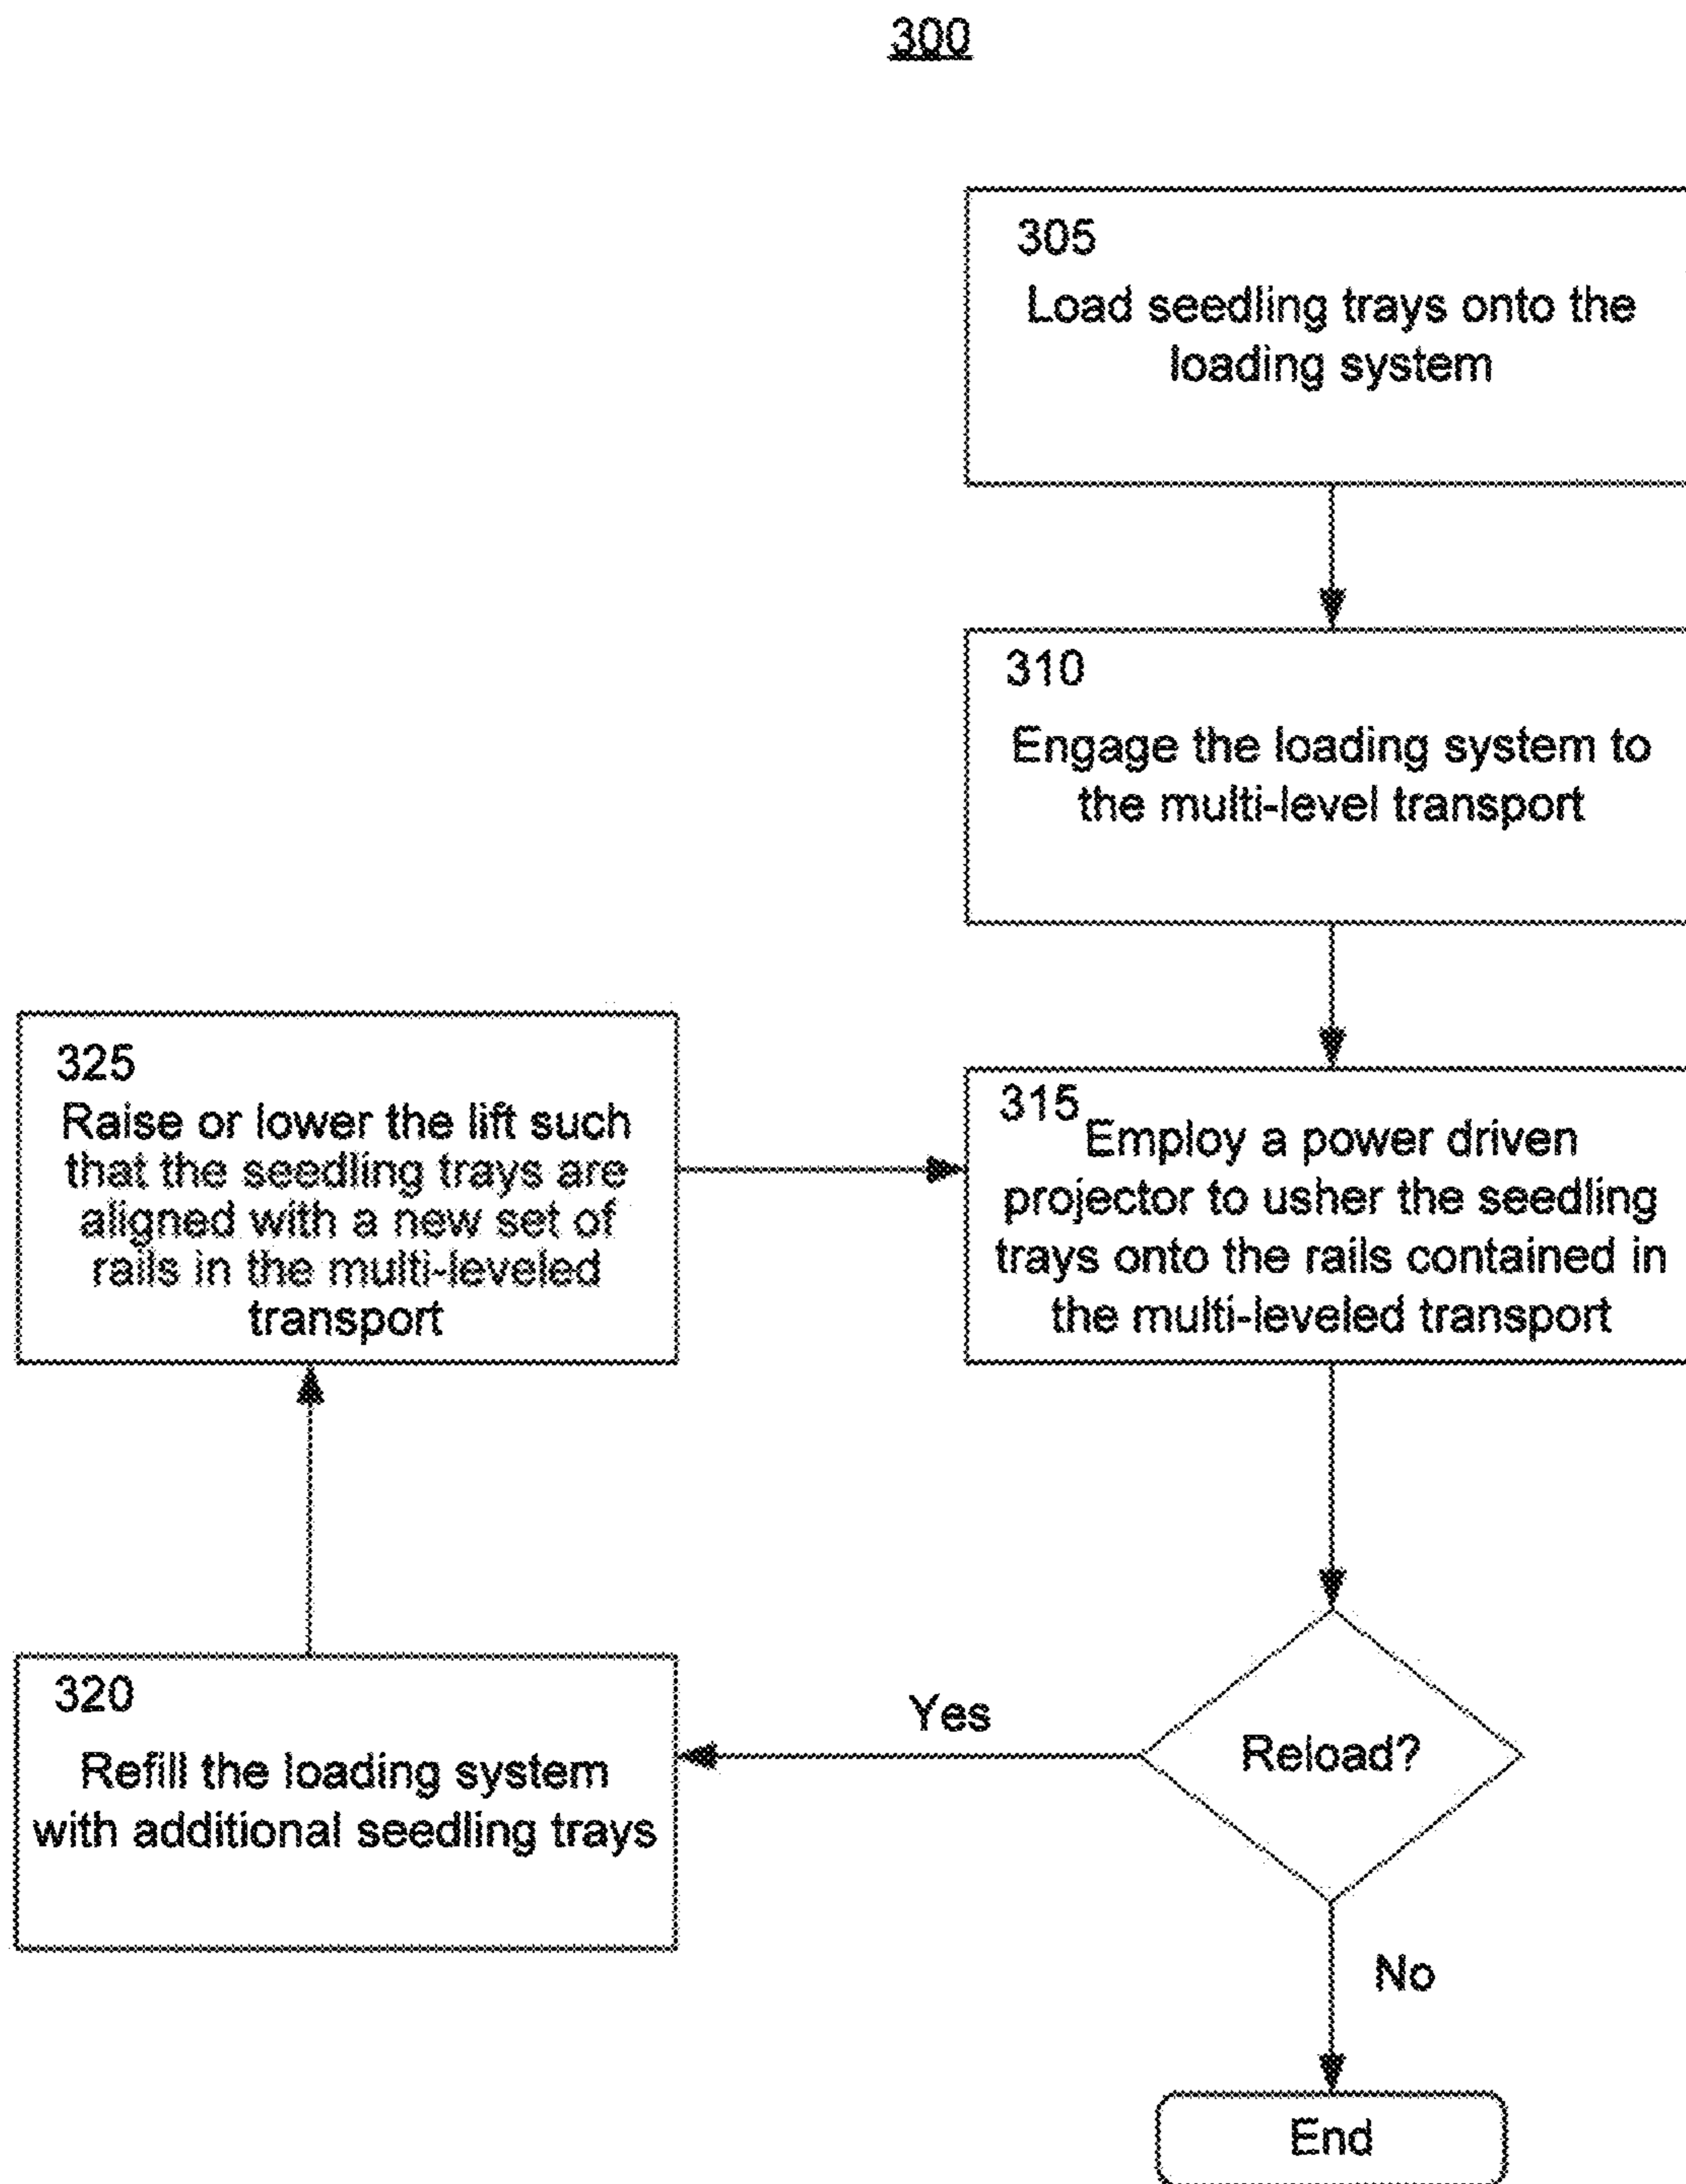 300
305
Load seedling trays onto the
loading system
310
Engage the loading system to
the multi-level transport
315
Employ a power driven
projector to usher the seedling
trays onto the rails contained in
the multi-leveled transport
325
Raise or lower the lift such
that the seedling trays are
aligned with a new set of
rails in the multi-leveled
transport
Reload?
Yes
320
Refill the loading system
with additional seedling trays
No
End